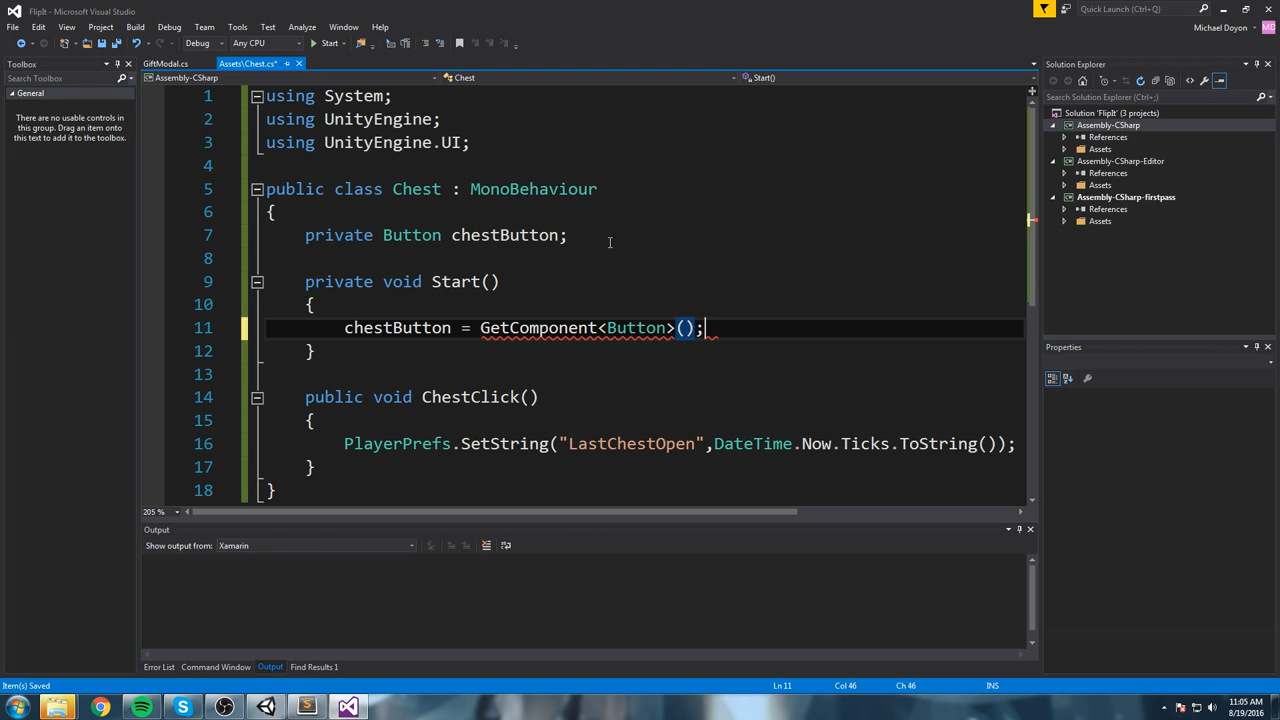 FlipIt - Microsoft Visual Studio
Quick Launch (Ctrl+Q)
File Edit View Project Build Debug Team Tools Test Analyze Window Help
Michael Doyon MD
Debug Any CPU Start
Toolbox
GiftModal.cs Assets\Chest.cs*
Solution Explorer
Search Toolbox
Assembly-CSharp Chest Start()
General
There are no usable controls in
this group. Drag an item onto
this text to add it to the toolbox.
1 using System;
2 using UnityEngine;
3 using UnityEngine.UI;
4
5 public class Chest : MonoBehaviour
6 {
7 private Button chestButton;
8
9 private void Start()
10 {
11 chestButton = GetComponent<Button>();
12 }
13
14 public void ChestClick()
15 {
16 PlayerPrefs.SetString("LastChestOpen",DateTime.Now.Ticks.ToString());
17 }
18 }
205 %
Search Solution Explorer (Ctrl+;)
Solution 'FlipIt' (3 projects)
Assembly-CSharp
References
Assets
Assembly-CSharp-Editor
References
Assets
Assembly-CSharp-firstpass
References
Assets
Properties
Output
Show output from: Xamarin
Error List Command Window Output Find Results 1
Item(s) Saved Ln 11 Col 46 Ch 46 INS
11:05 AM
8/19/2016